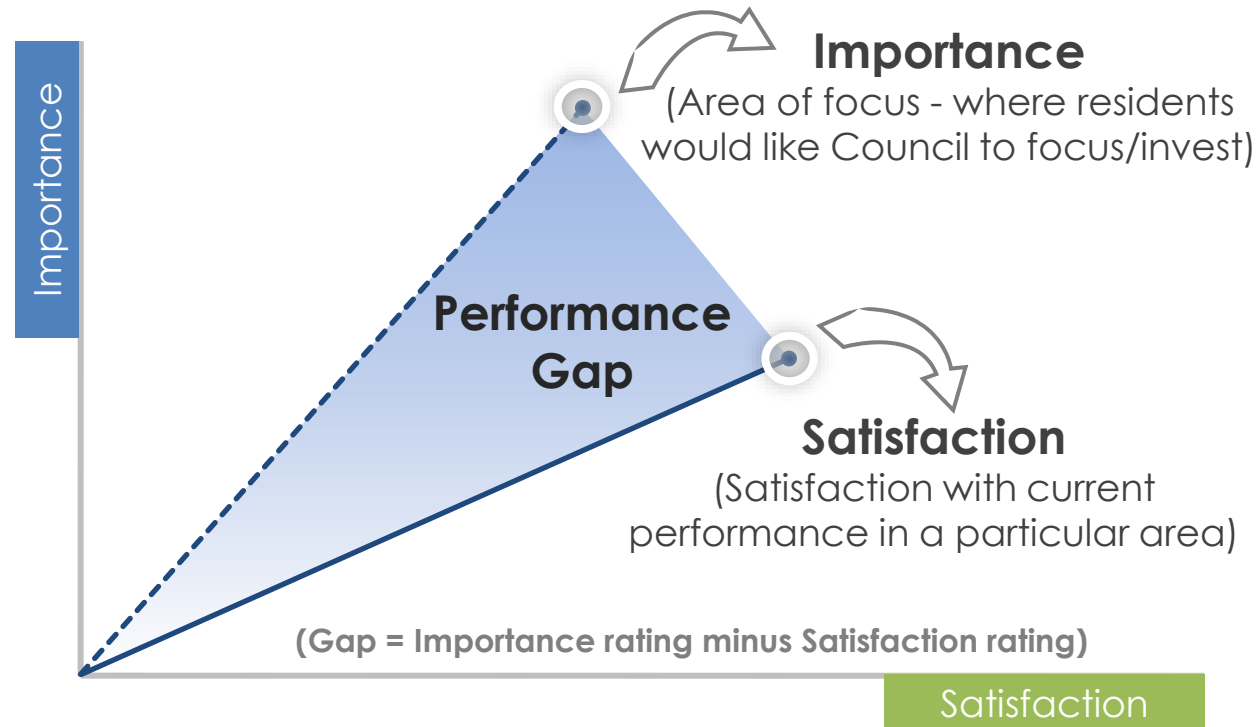 Importance
Importance
(Area of focus - where residents
would like Council to focus/invest)
Performance
Gap
Satisfaction
(Satisfaction with current
performance in a particular area)
(Gap = Importance rating minus Satisfaction rating)
Satisfaction